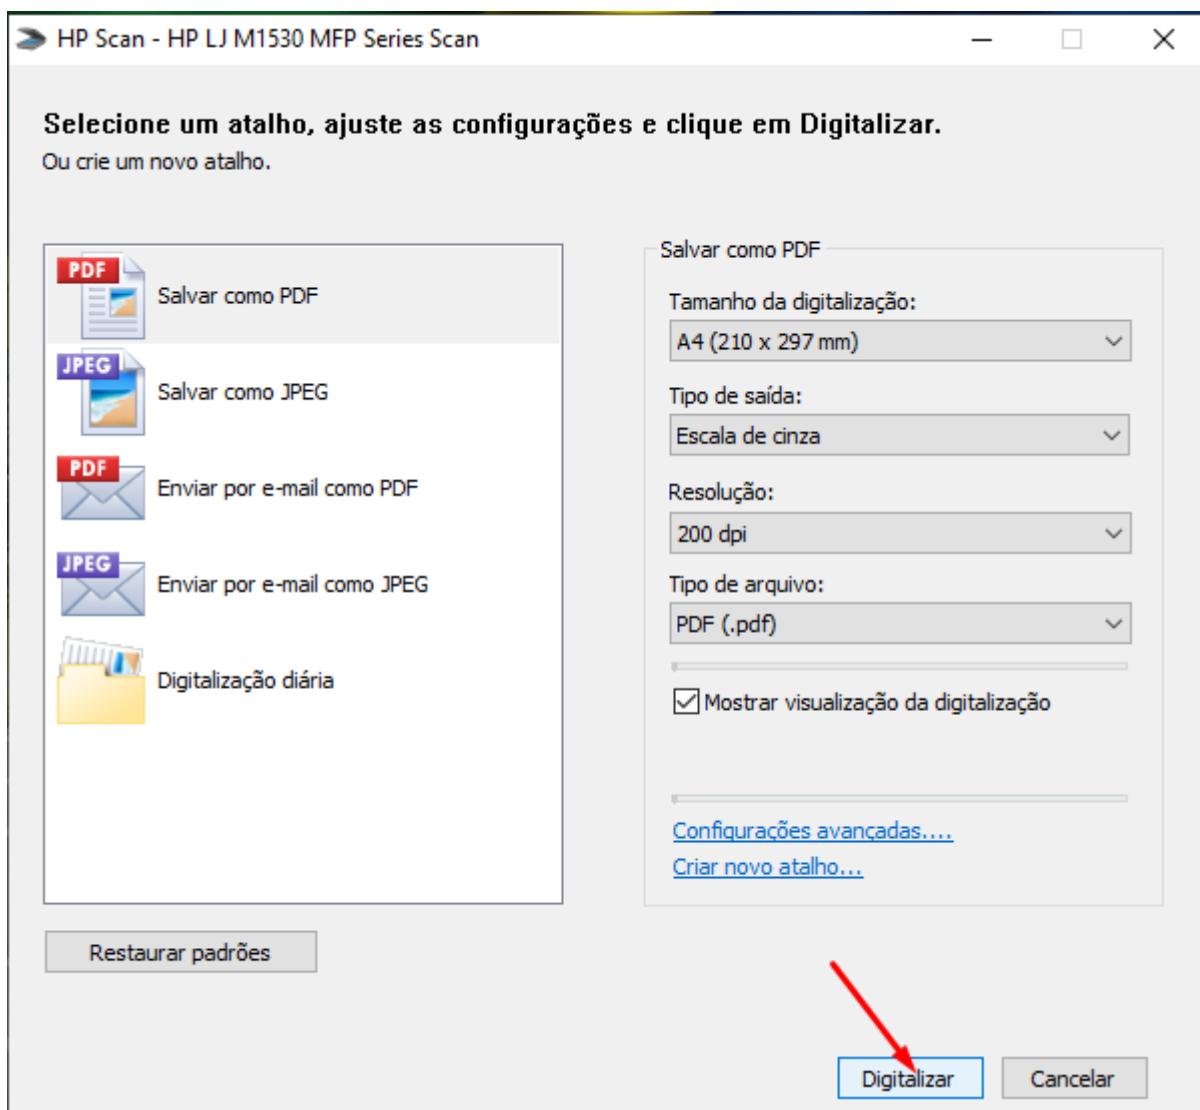 HP Scan - HP LJ M1530 MFP Series Scan
Selecione um atalho, ajuste as configurações e clique em Digitalizar.
Ou crie um novo atalho.
PDF
Salvar como PDF
JPEG
Salvar como JPEG
PDF
Enviar por e-mail como PDF
JPEG
Enviar por e-mail como JPEG
Digitalização diária
Restaurar padrões
Salvar como PDF
Tamanho da digitalização:
A4 (210 x 297 mm)
Tipo de saída:
Escala de cinza
Resolução:
200 dpi
Tipo de arquivo:
PDF (.pdf)
Mostrar visualização da digitalização
Configurações avançadas....
Criar novo atalho...
Digitalizar
Cancelar